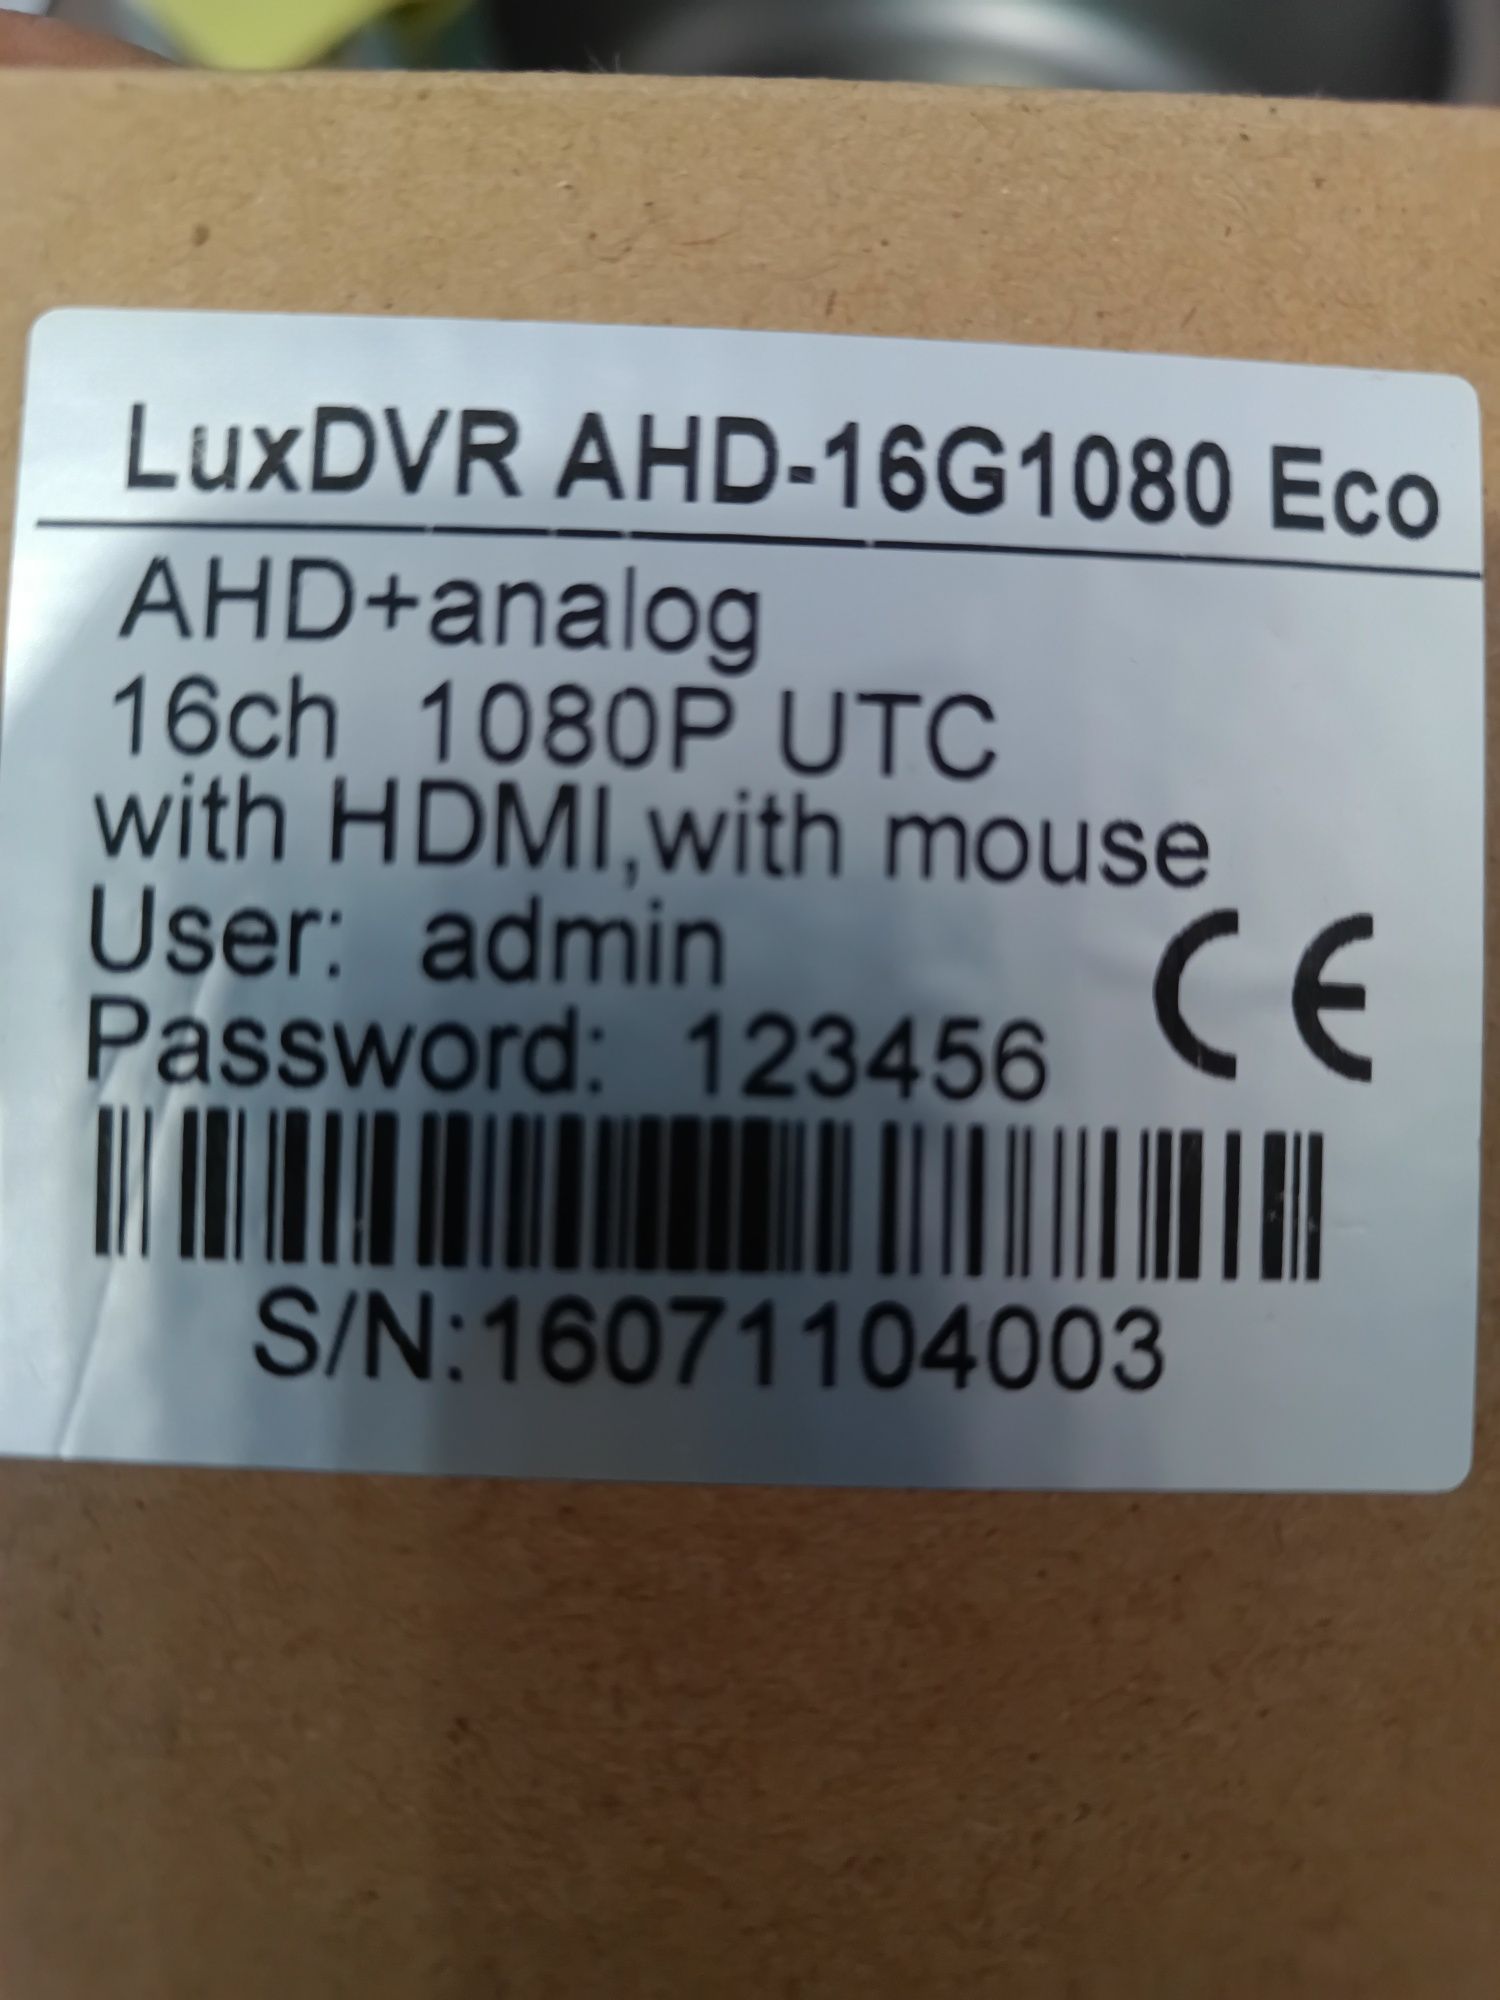 LuxDVR AHD-16G1080 Eco
AHD+analog
16ch 1080P UTC
with HDMI,with mouse
User: admin
Password: 123456
CE
S/N:16071104003